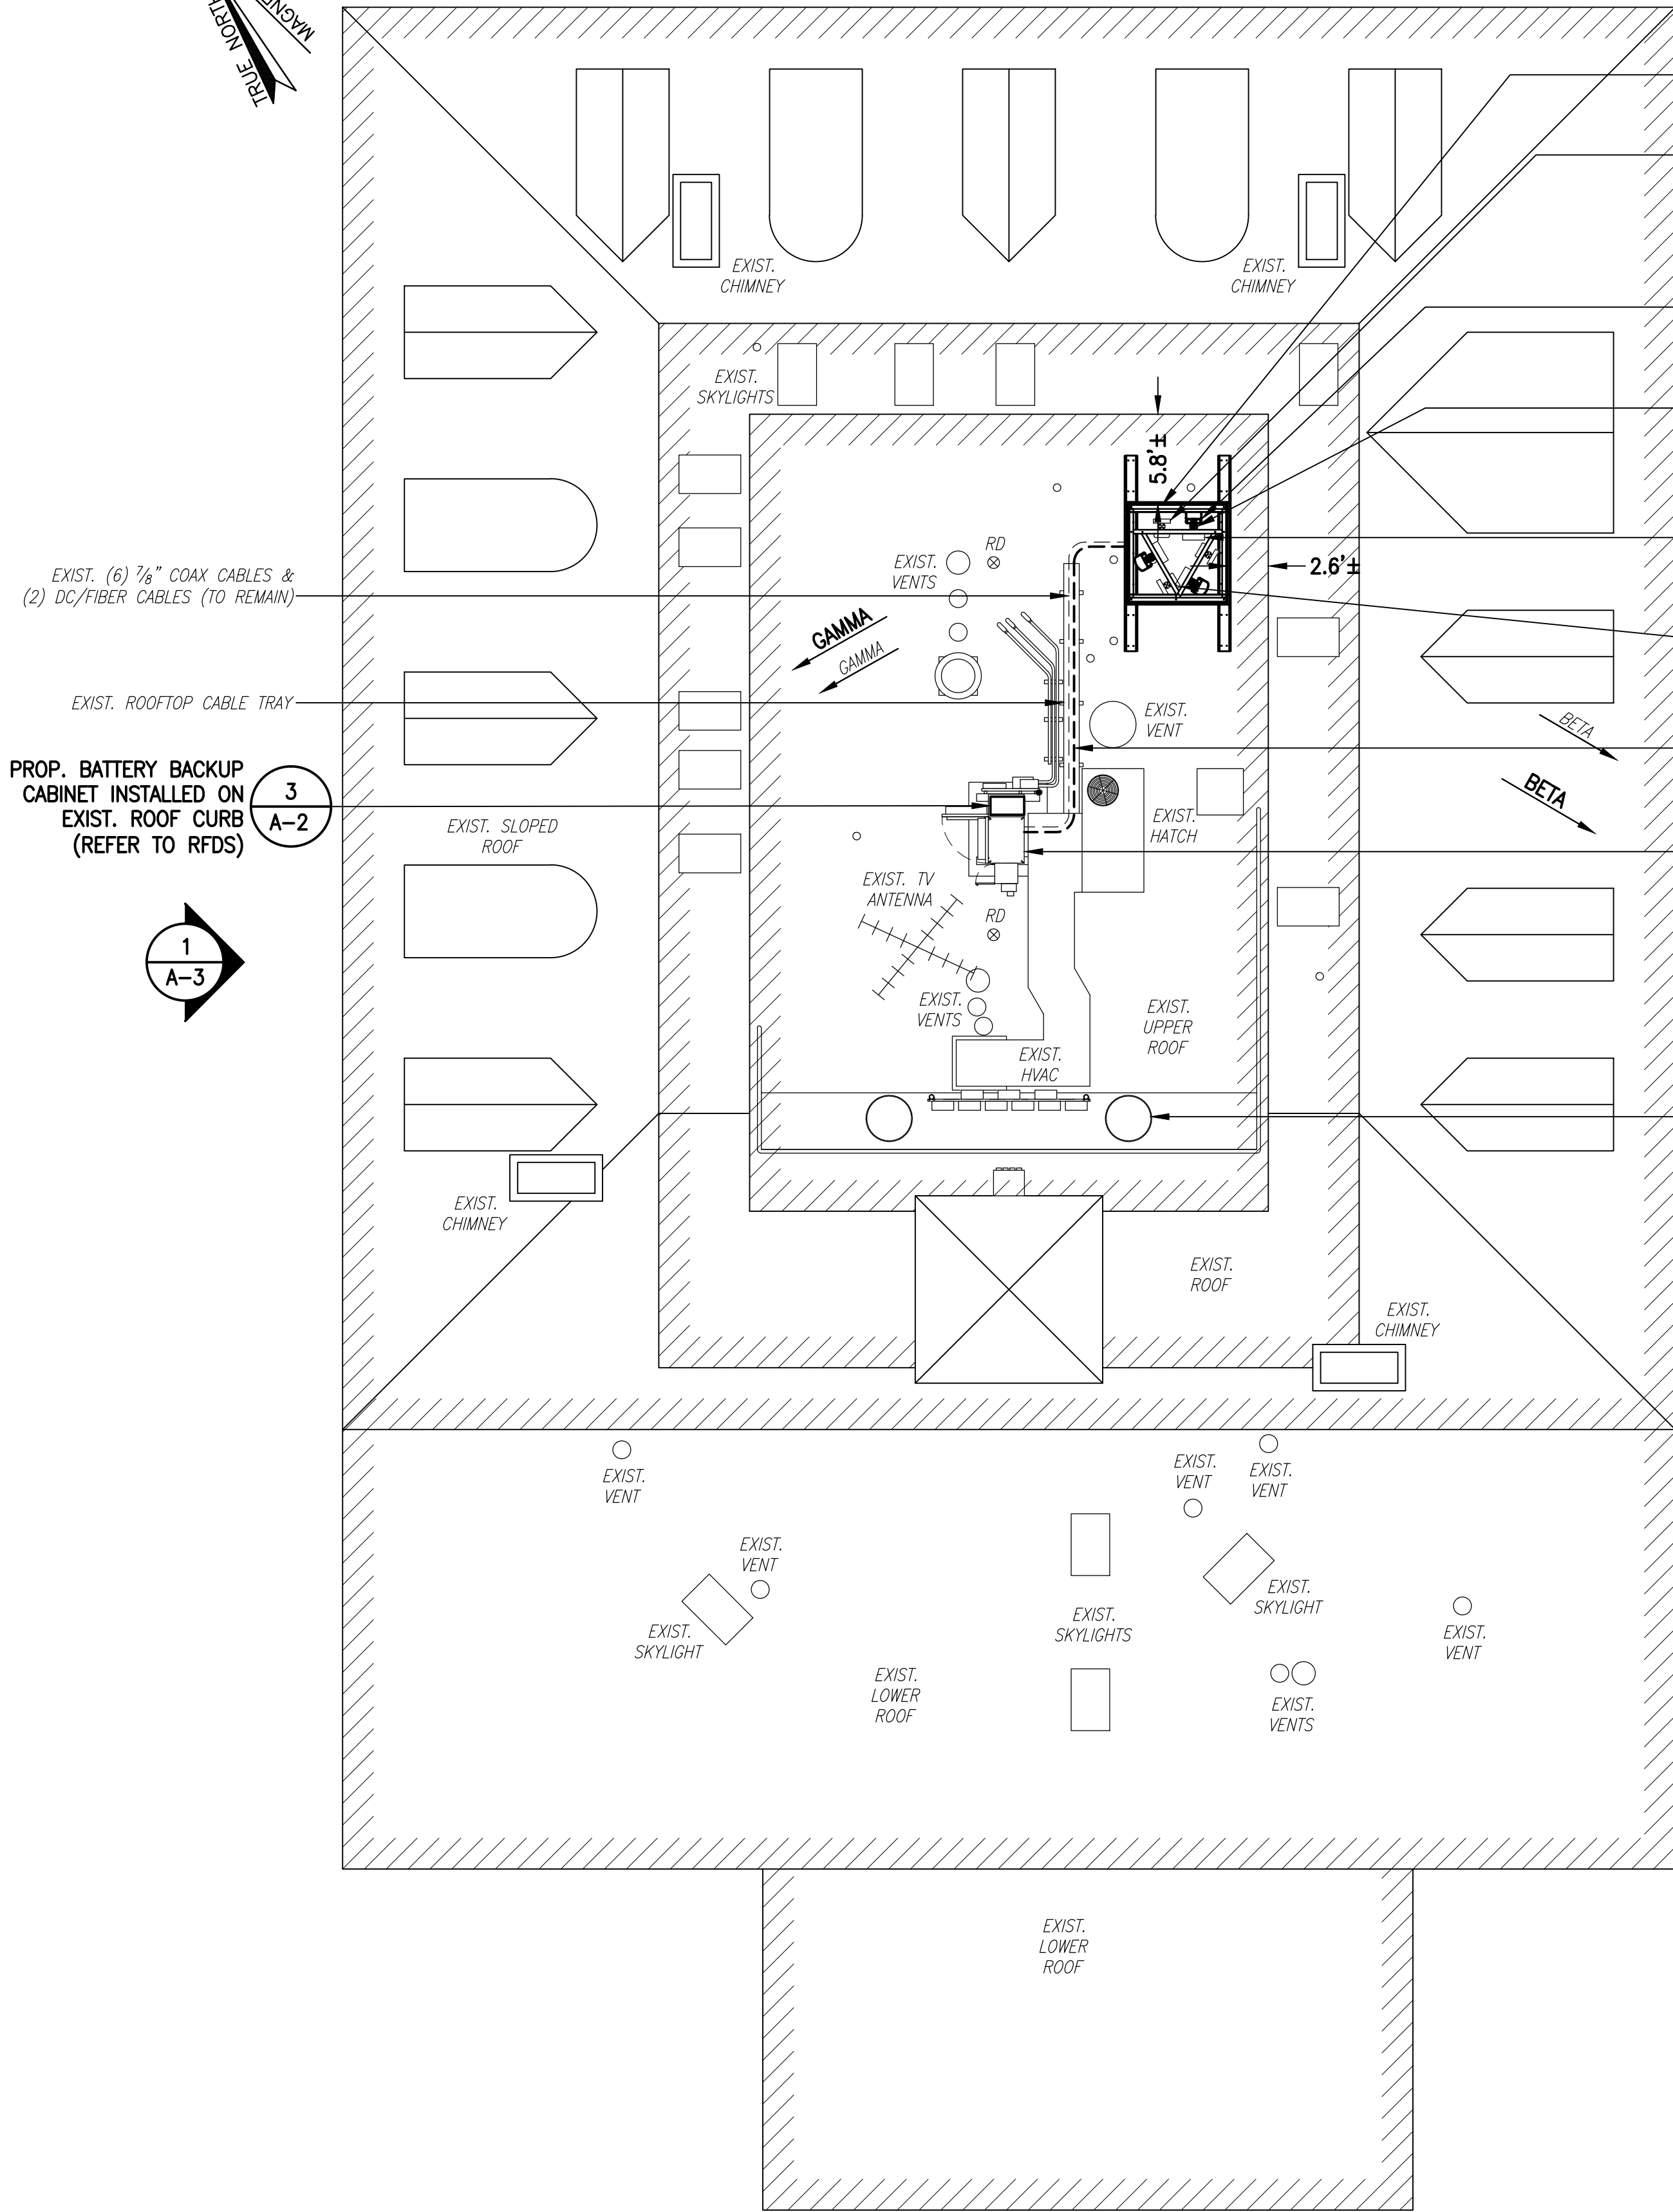 TRUE NORTH
EXIST.
CHIMNEY
EXIST.
CHIMNEY
EXIST.
SKYLIGHTS
5.8'±
2.6'±
EXIST. (6) 7/8" COAX CABLES &
(2) DC/FIBER CABLES (TO REMAIN)
EXIST.
VENTS
RD
GAMMA
GAMMA
EXIST. ROOFTOP CABLE TRAY
EXIST.
VENT
BETA
BETA
PROP. BATTERY BACKUP
CABINET INSTALLED ON
EXIST. ROOF CURB
(REFER TO RFDS)
3
A-2
EXIST. SLOPED
ROOF
EXIST.
HATCH
EXIST. TV
ANTENNA
RD
1
A-3
EXIST.
VENTS
EXIST.
UPPER
ROOF
EXIST.
HVAC
EXIST.
CHIMNEY
EXIST.
ROOF
EXIST.
CHIMNEY
EXIST.
VENT
EXIST.
VENT
EXIST.
VENT
EXIST.
VENT
EXIST.
SKYLIGHT
EXIST.
SKYLIGHTS
EXIST.
SKYLIGHT
EXIST.
VENT
EXIST.
LOWER
ROOF
EXIST.
VENTS
EXIST.
LOWER
ROOF